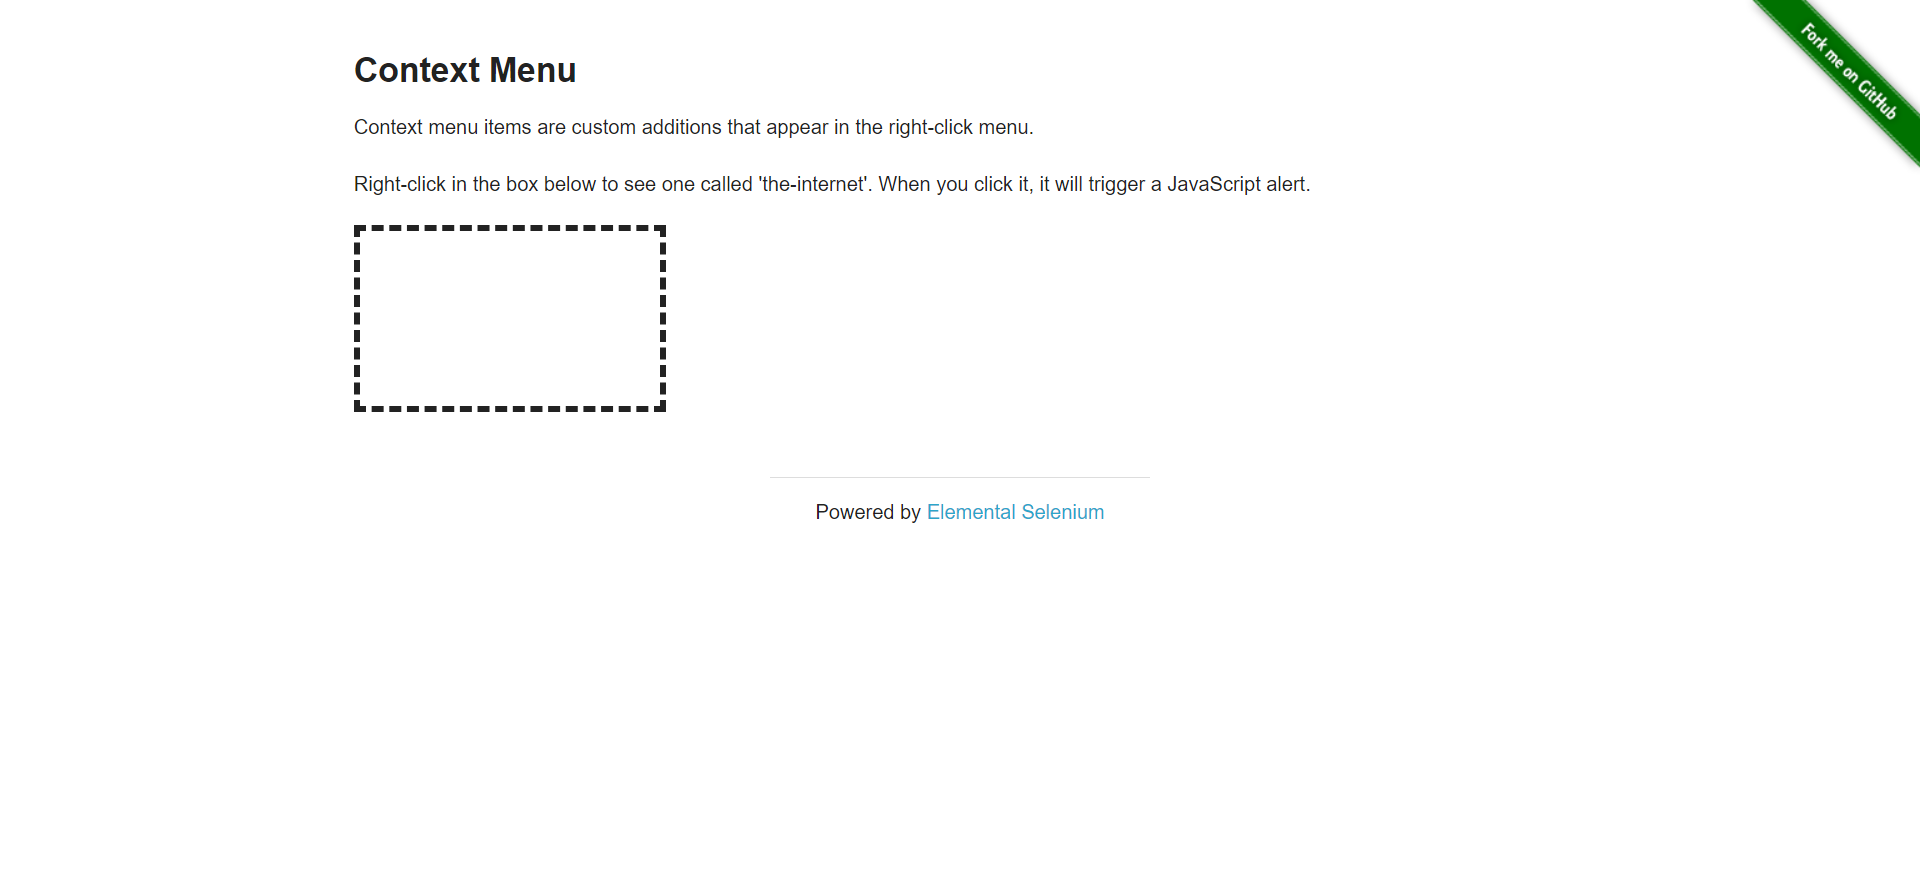 Context Menu
Context menu items are custom additions that appear in the right-click menu.
Right-click in the box below to see one called 'the-internet'. When you click it, it will trigger a JavaScript alert.
Powered by Elemental Selenium
Fork me on GitHub